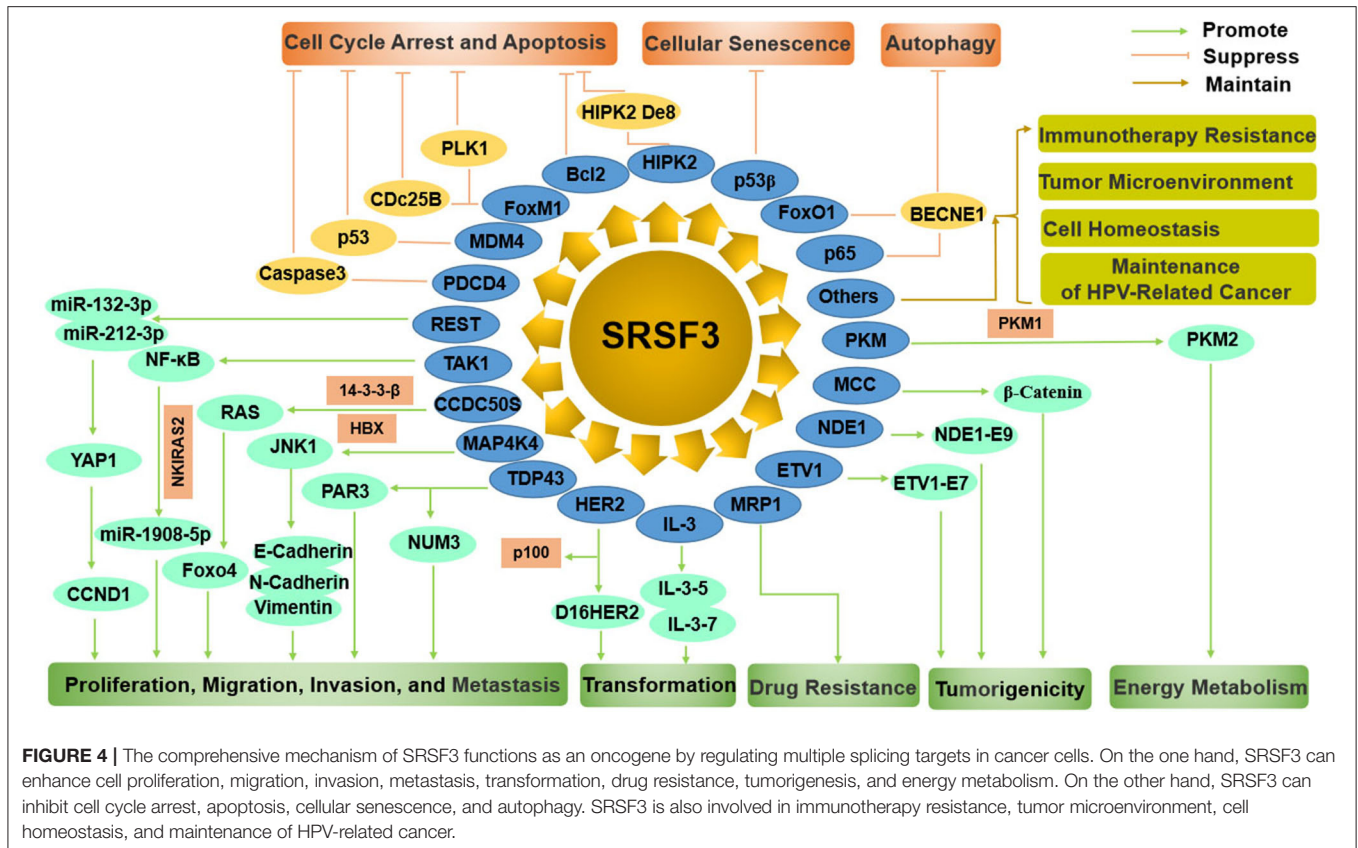 Cell Cycle Arrest and Apoptosis
Cellular Senescence
Autophagy
Promote
Suppress
Maintain
HIPK2 De8
PLK1
CDc25B
p53
Caspase3
BECNE1
Immunotherapy Resistance
Tumor Microenvironment
Cell Homeostasis
Maintenance
of HPV-Related Cancer
Bcl2
HIPK2
p53β
FoxM1
FoxO1
MDM4
p65
PDCD4
Others
REST
PKM
TAK1
MCC
CCDC50S
NDE1
MAP4K4
ETV1
TDP43
MRP1
HER2
IL-3
SRSF3
miR-132-3p
miR-212-3p
NF-κB
14-3-3-β
HBX
NKIRAS2
RAS
JNK1
YAP1
PAR3
miR-1908-5p
NUM3
p100
Foxo4
E-Cadherin
N-Cadherin
Vimentin
CCND1
D16HER2
IL-3-5
IL-3-7
PKM1
PKM2
β-Catenin
NDE1-E9
ETV1-E7
Proliferation, Migration, Invasion, and Metastasis
Transformation
Drug Resistance
Tumorigenicity
Energy Metabolism
FIGURE 4 | The comprehensive mechanism of SRSF3 functions as an oncogene by regulating multiple splicing targets in cancer cells. On the one hand, SRSF3 can
enhance cell proliferation, migration, invasion, metastasis, transformation, drug resistance, tumorigenesis, and energy metabolism. On the other hand, SRSF3 can
inhibit cell cycle arrest, apoptosis, cellular senescence, and autophagy. SRSF3 is also involved in immunotherapy resistance, tumor microenvironment, cell
homeostasis, and maintenance of HPV-related cancer.